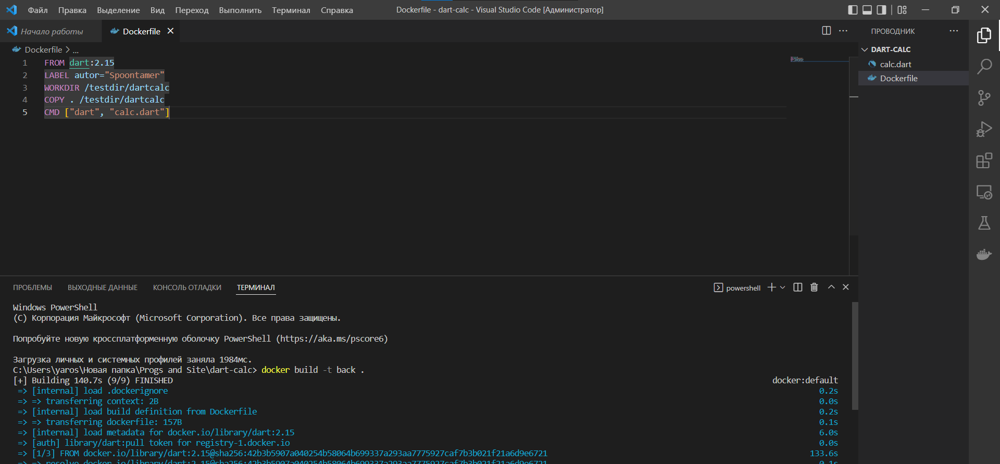 Файл Правка Выделение Вид Переход Выполнить Терминал Справка Dockerfile - dart-calc - Visual Studio Code [Администратор]
Начало работы Dockerfile
Dockerfile > ...
1 FROM dart:2.15
2 LABEL autor="Spoontamer"
3 WORKDIR /testdir/dartcalc
4 COPY . /testdir/dartcalc
5 CMD ["dart", "calc.dart"]
ПРОВОДНИК
DART-CALC
calc.dart
Dockerfile
ПРОБЛЕМЫ ВЫХОДНЫЕ ДАННЫЕ КОНСОЛЬ ОТЛАДКИ ТЕРМИНАЛ powershell
Windows PowerShell
(C) Корпорация Майкрософт (Microsoft Corporation). Все права защищены.
Попробуйте новую кроссплатформенную оболочку PowerShell (https://aka.ms/pscore6)
Загрузка личных и системных профилей заняла 1984мс.
C:\Users\yaros\Новая папка\Progs and Site\dart-calc> docker build -t back .
[+] Building 140.7s (9/9) FINISHED docker:default
=> [internal] load .dockerignore 0.2s
=> => transferring context: 2B 0.0s
=> [internal] load build definition from Dockerfile 0.2s
=> => transferring dockerfile: 157B 0.1s
=> [internal] load metadata for docker.io/library/dart:2.15 6.0s
=> [auth] library/dart:pull token for registry-1.docker.io 0.0s
=> [1/3] FROM docker.io/library/dart:2.15@sha256:42b3b5907a040254b58064b699337a293aa7775927caf7b3b021f21a6d9e6721 133.6s
=> => resolve docker.io/library/dart:2.15@sha256:42b3b5907a040254b58064b699337a293aa7775927caf7b3b021f21a6d9e6721 0.1s